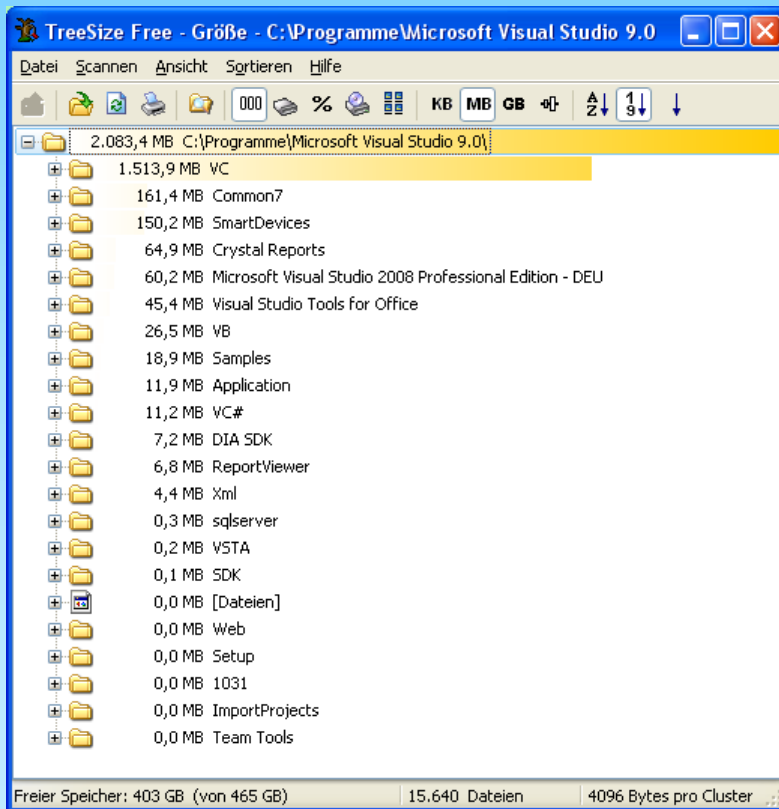 TreeSize Free - Größe - C:\Programme\Microsoft Visual Studio 9.0
Datei Scannen Ansicht Sortieren Hilfe
000 % KB MB GB A Z 1 9
2.083,4 MB C:\Programme\Microsoft Visual Studio 9.0\
1.513,9 MB VC
161,4 MB Common7
150,2 MB SmartDevices
64,9 MB Crystal Reports
60,2 MB Microsoft Visual Studio 2008 Professional Edition - DEU
45,4 MB Visual Studio Tools for Office
26,5 MB VB
18,9 MB Samples
11,9 MB Application
11,2 MB VC#
7,2 MB DIA SDK
6,8 MB ReportViewer
4,4 MB Xml
0,3 MB sqlserver
0,2 MB VSTA
0,1 MB SDK
0,0 MB [Dateien]
0,0 MB Web
0,0 MB Setup
0,0 MB 1031
0,0 MB ImportProjects
0,0 MB Team Tools
Freier Speicher: 403 GB (von 465 GB) 15.640 Dateien 4096 Bytes pro Cluster